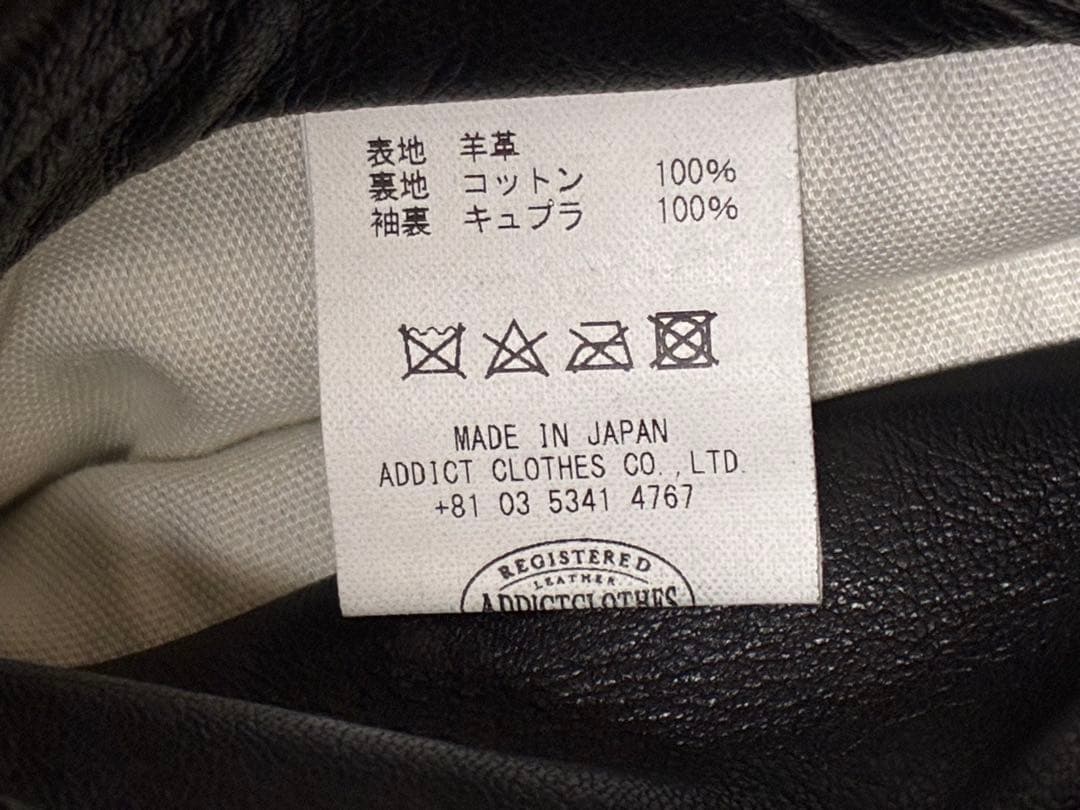 表地 羊革
裏地 コットン 100%
袖裏 キュプラ 100%
MADE IN JAPAN
ADDICT CLOTHES CO.,LTD.
+81 03 5341 4767
REGISTERED
LEATHER
ADDICTCLOTHES